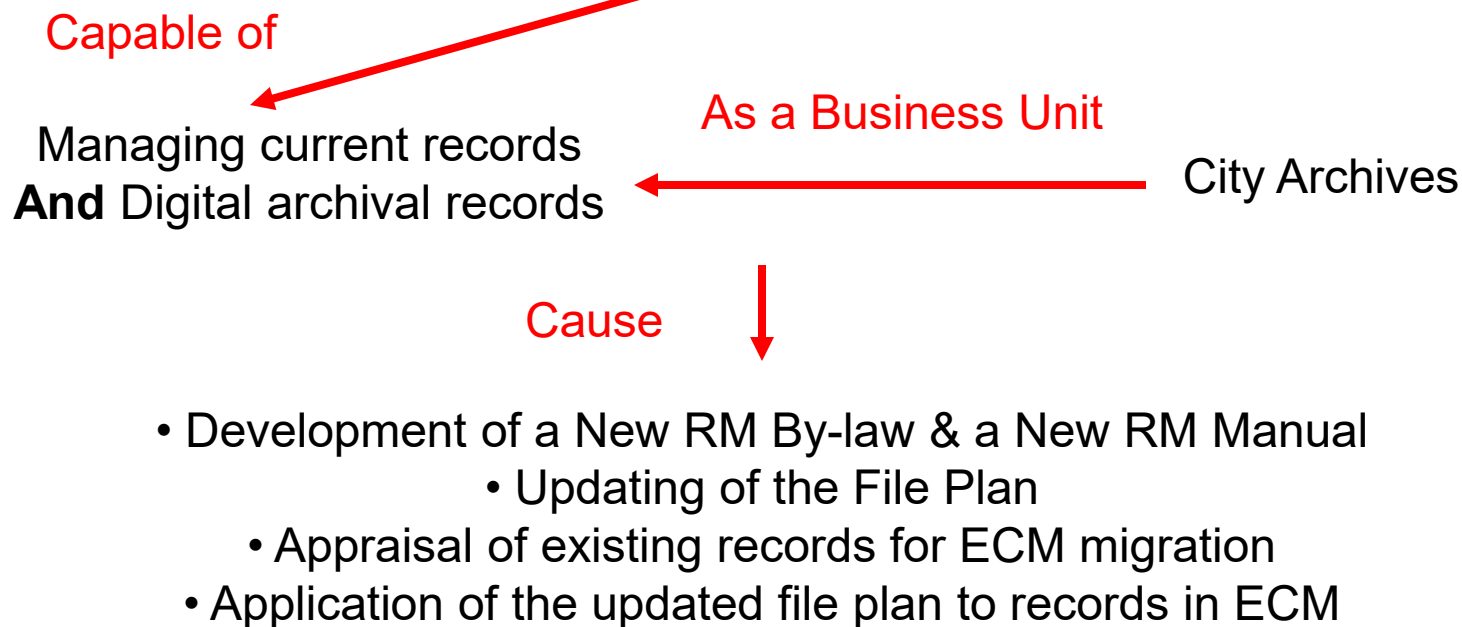 Capable of
As a Business Unit
Managing current records
And Digital archival records
City Archives
Cause
• Development of a New RM By-law & a New RM Manual
• Updating of the File Plan
• Appraisal of existing records for ECM migration
• Application of the updated file plan to records in ECM